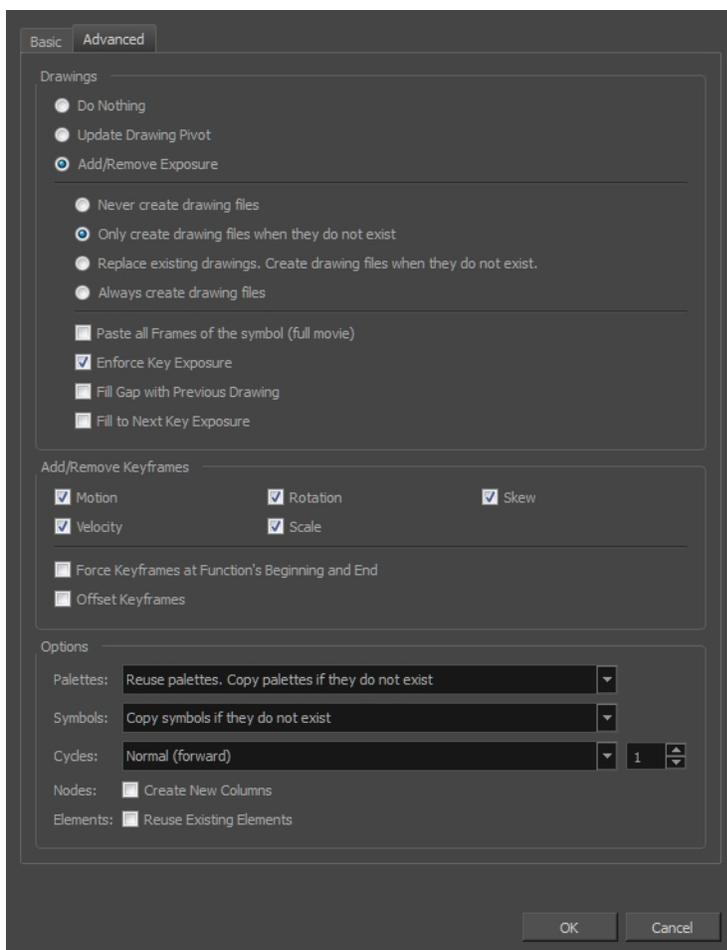 Basic Advanced
Drawings
Do Nothing
Update Drawing Pivot
Add/Remove Exposure
Never create drawing files
Only create drawing files when they do not exist
Replace existing drawings. Create drawing files when they do not exist.
Always create drawing files
Paste all Frames of the symbol (full movie)
Enforce Key Exposure
Fill Gap with Previous Drawing
Fill to Next Key Exposure
Add/Remove Keyframes
Motion Rotation Skew
Velocity Scale
Force Keyframes at Function's Beginning and End
Offset Keyframes
Options
Palettes: Reuse palettes. Copy palettes if they do not exist
Symbols: Copy symbols if they do not exist
Cycles: Normal (forward) 1
Nodes: Create New Columns
Elements: Reuse Existing Elements
OK Cancel